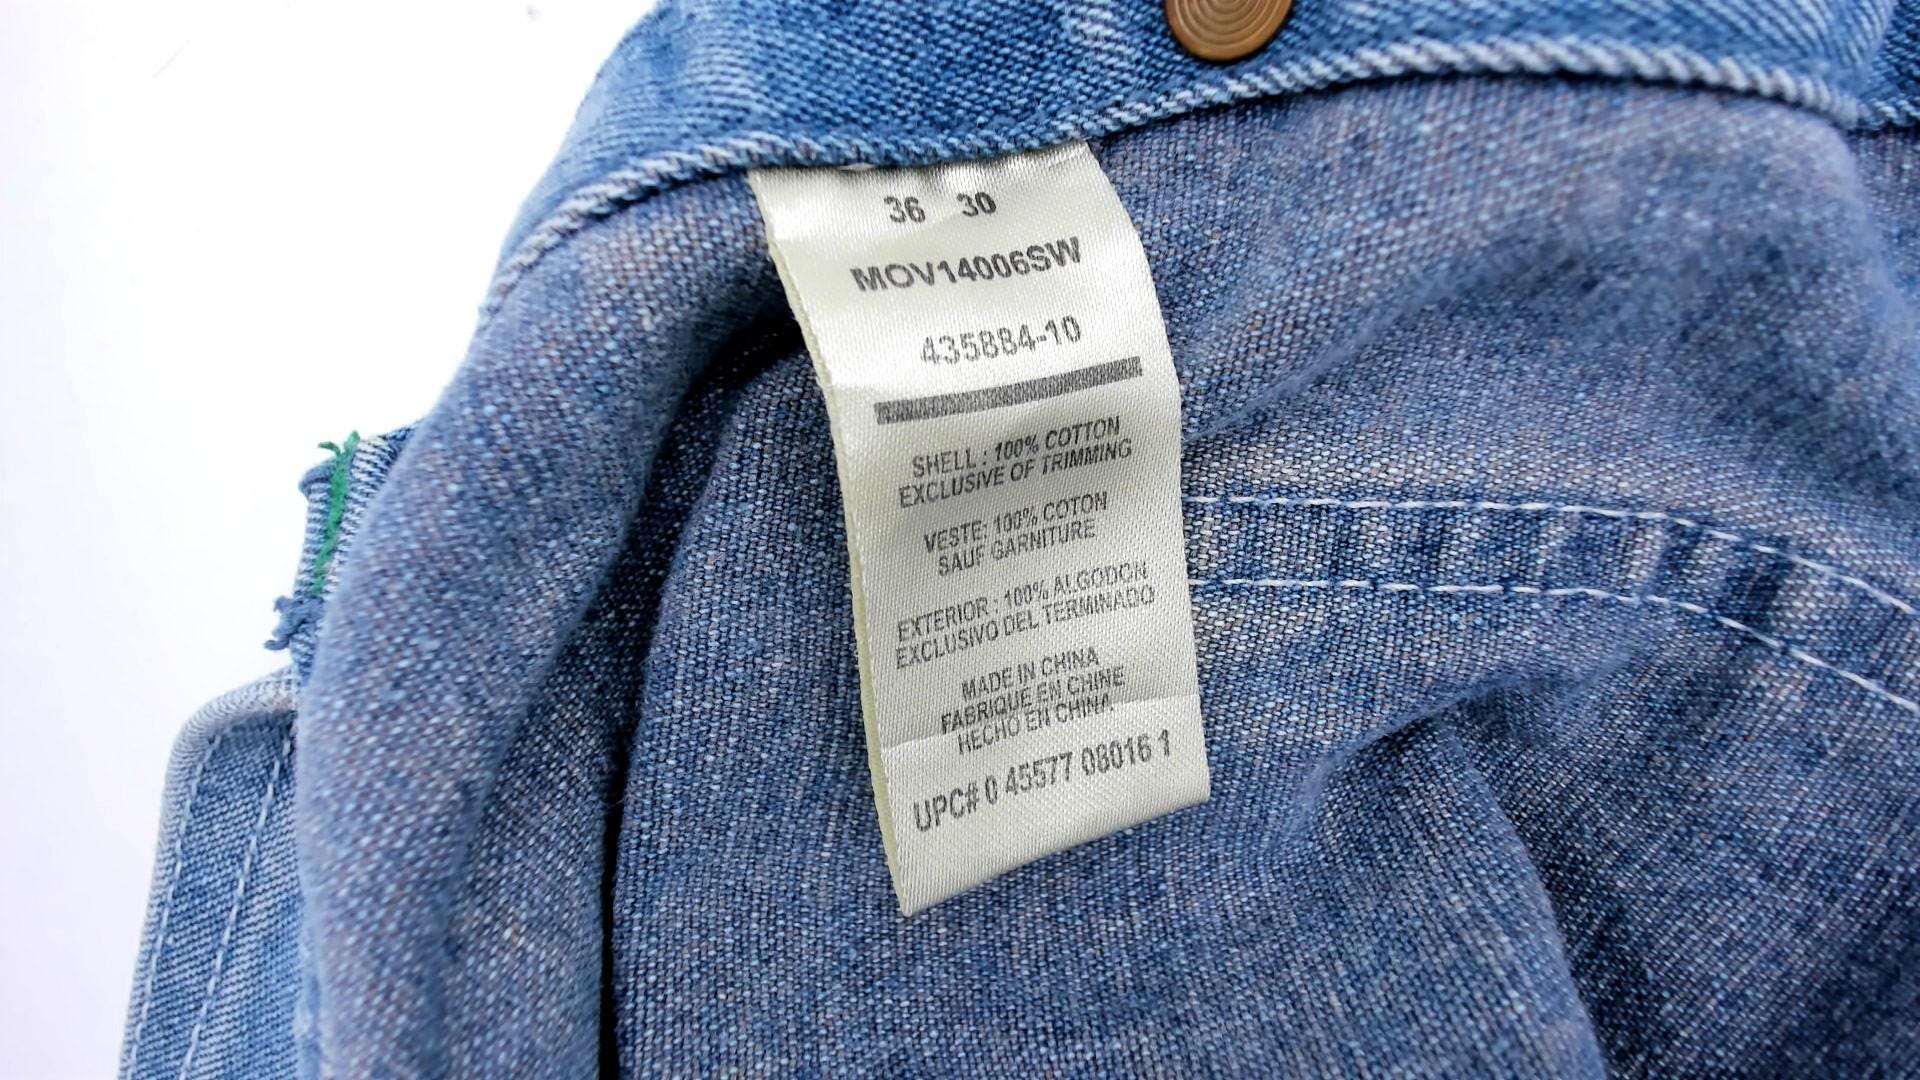 36 30
MOV14006SW
435884-10
SHELL : 100% COTTON
EXCLUSIVE OF TRIMMING
VESTE: 100% COTON
SAUF GARNITURE
EXTERIOR : 100% ALGODON
EXCLUSIVO DEL TERMINADO
MADE IN CHINA
FABRIQUE EN CHINE
HECHO EN CHINA
UPC# 0 45577 08016 1